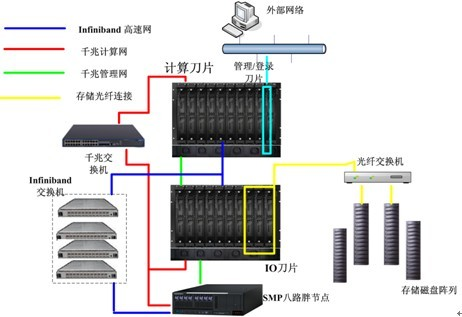 Infiniband 高速网
千兆计算网
千兆管理网
存储光纤连接
外部网络
计算刀片
管理/登录
刀片
千兆交
换机
光纤交换机
Infiniband
交换机
IO刀片
存储磁盘阵列
SMP八路胖节点